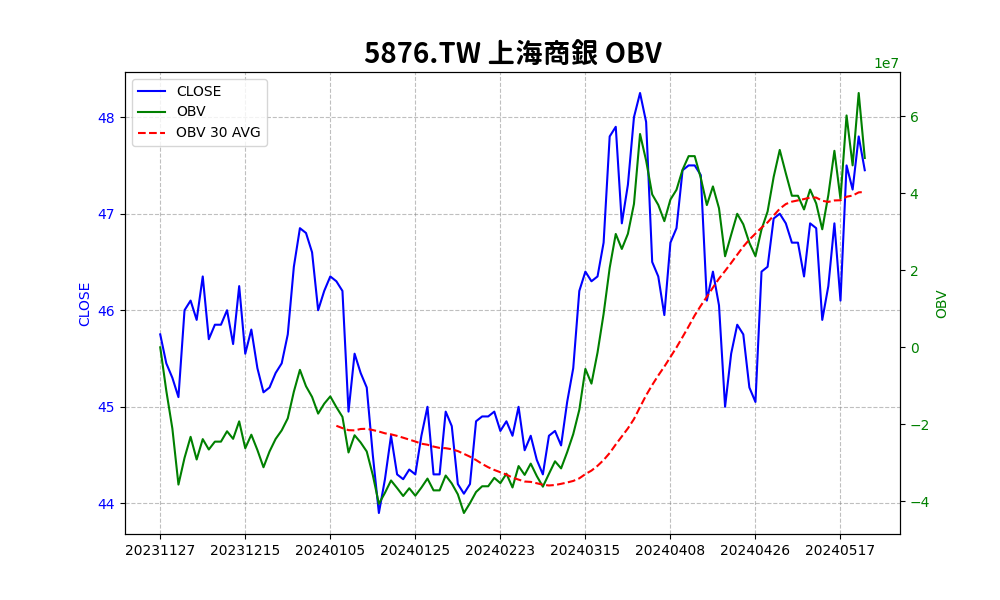 5876.TW 上海商銀 OBV
1e7
CLOSE
OBV
OBV 30 AVG
48
47
46
45
44
CLOSE
6
4
2
0
−2
−4
OBV
20231127 20231215 20240105 20240125 20240223 20240315 20240408 20240426 20240517